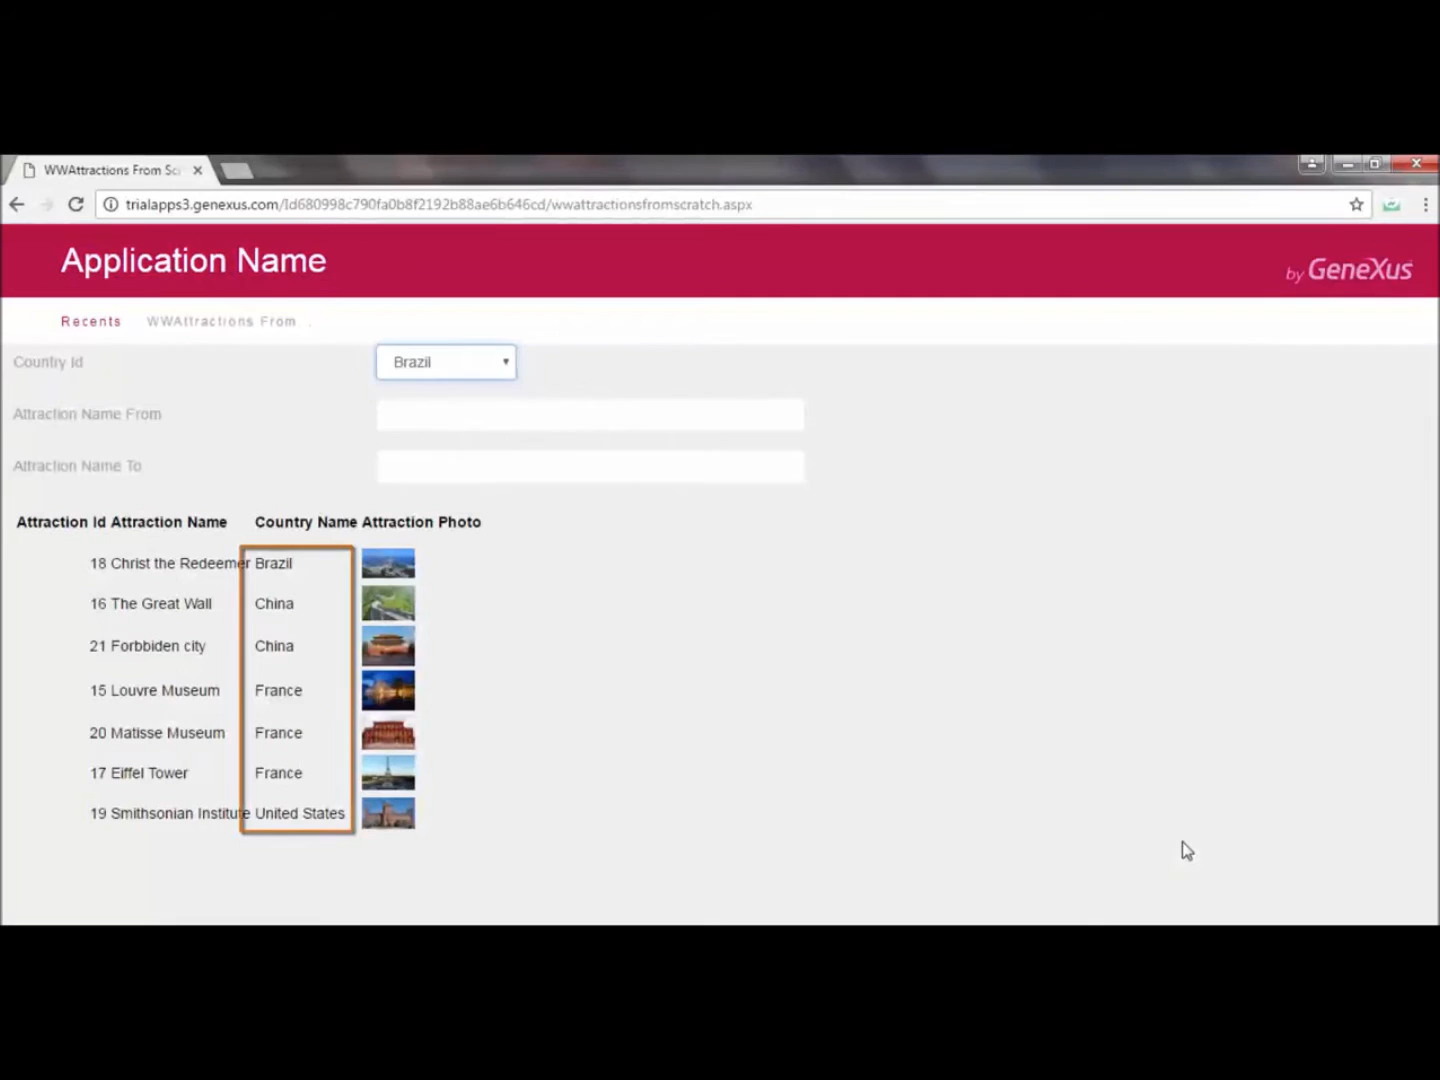 WWAttractions From Scr
trialapps3.genexus.com/Id680998c790fa0b8f2192b88ae6b646cd/wwattractionsfromscratch.aspx
Application Name
by GeneXus
Recents WWAttractions From .
Country Id Brazil
Attraction Name From
Attraction Name To
Attraction Id Attraction Name Country Name Attraction Photo
18 Christ the Redeemer Brazil
16 The Great Wall China
21 Forbbiden city China
15 Louvre Museum France
20 Matisse Museum France
17 Eiffel Tower France
19 Smithsonian Institute United States